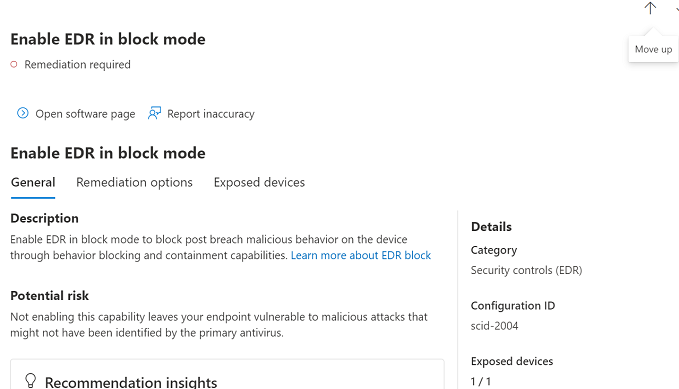 Enable EDR in block mode
Remediation required
Move up
Open software page
Report inaccuracy
Enable EDR in block mode
General
Remediation options
Exposed devices
Description
Enable EDR in block mode to block post breach malicious behavior on the device
through behavior blocking and containment capabilities. Learn more about EDR block
Potential risk
Not enabling this capability leaves your endpoint vulnerable to malicious attacks that
might not have been identified by the primary antivirus.
Recommendation insights
Details
Category
Security controls (EDR)
Configuration ID
scid-2004
Exposed devices
1 / 1